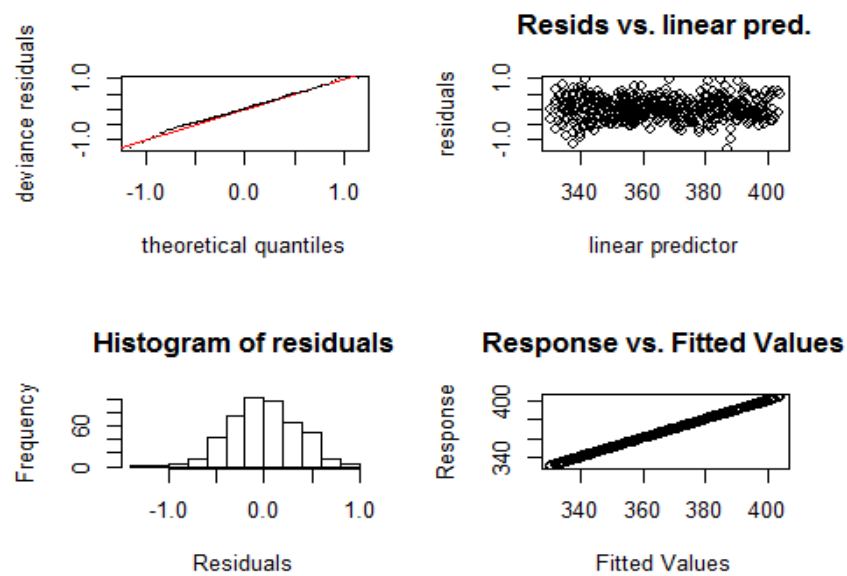 deviance residuals
1.0
-1.0
-1.0
0.0
1.0
theoretical quantiles
Resids vs. linear pred.
residuals
1.0
-1.0
340
360
380
400
linear predictor
Histogram of residuals
Frequency
60
0
-1.0
0.0
1.0
Residuals
Response vs. Fitted Values
Response
400
340
340
360
380
400
Fitted Values